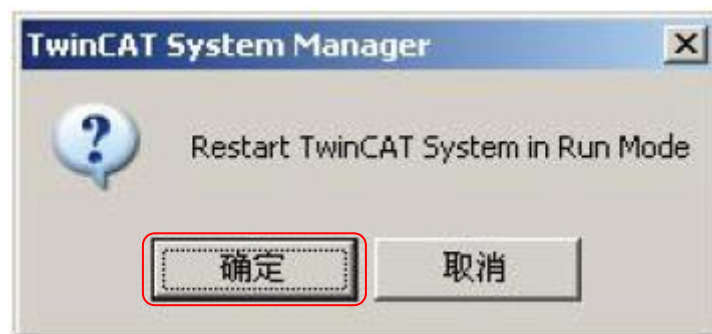 TwinCAT System Manager
Restart TwinCAT System in Run Mode
确定 取消